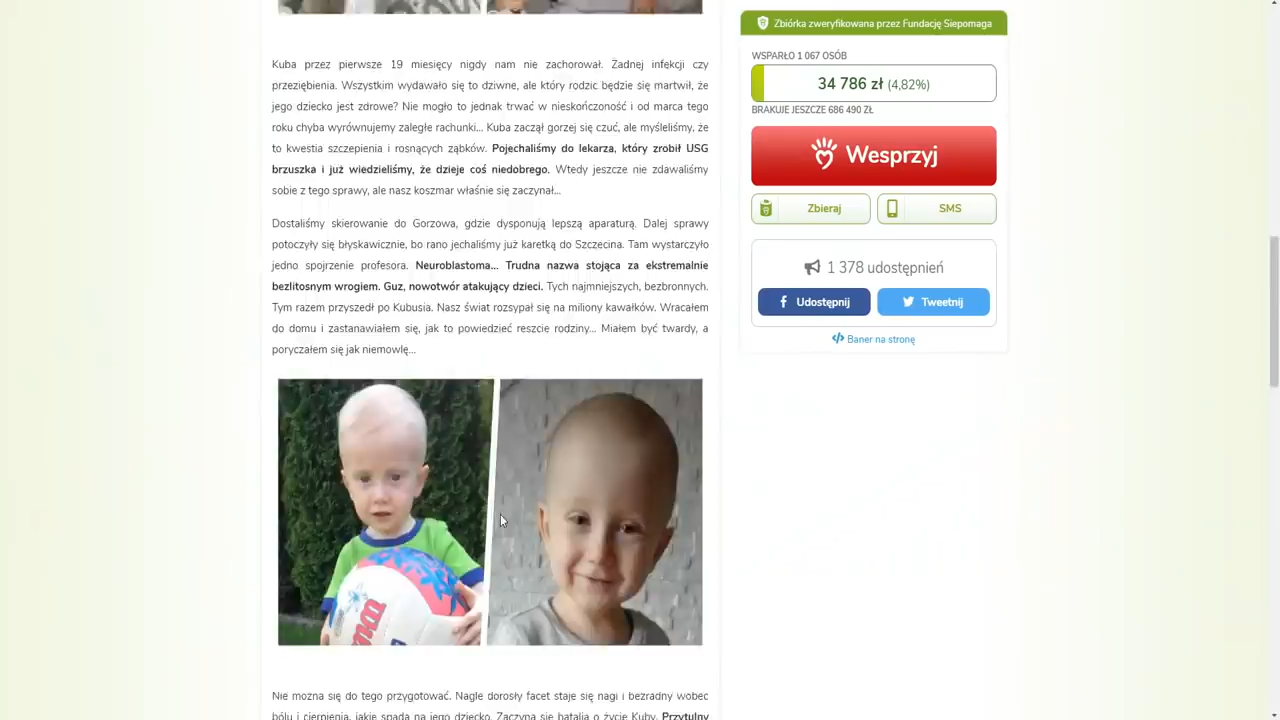 Kuba przez pierwsze 19 miesięcy nigdy nam nie zachorował. Żadnej infekcji czy
przeziębienia. Wszystkim wydawało się to dziwne, ale który rodzic będzie się martwił, że
jego dziecko jest zdrowe? Nie mogło to jednak trwać w nieskończoność i od marca tego
roku chyba wyrównujemy zaległe rachunki... Kuba zaczął gorzej się czuć, ale myśleliśmy, że
to kwestia szczepienia i rosnących ząbków. Pojechaliśmy do lekarza, który zrobił USG
brzuszka i już wiedzieliśmy, że dzieje coś niedobrego. Wtedy jeszcze nie zdawaliśmy
sobie z tego sprawy, ale nasz koszmar właśnie się zaczynał...
Dostaliśmy skierowanie do Gorzowa, gdzie dysponują lepszą aparaturą. Dalej sprawy
potoczyły się błyskawicznie, bo rano jechaliśmy już karetką do Szczecina. Tam wystarczyło
jedno spojrzenie profesora. Neuroblastoma... Trudna nazwa stojąca za ekstremalnie
bezlitosnym wrogiem. Guz, nowotwór atakujący dzieci. Tych najmniejszych, bezbronnych.
Tym razem przyszedł po Kubusia. Nasz świat rozsypał się na miliony kawałków. Wracałem
do domu i zastanawiałem się, jak to powiedzieć reszcie rodziny... Miałem być twardy, a
poryczałem się jak niemowlę...
Nie można się do tego przygotować. Nagle dorosły facet staje się nagi i bezradny wobec
bólu i cierpienia, jakie spada na jego dziecko. Zaczyna się batalia o życie Kuby. Przytulny
Zbiórka zweryfikowana przez Fundację Siepomaga
WSPARŁO 1 067 OSÓB
34 786 zł (4,82%)
BRAKUJE JESZCZE 686 490 ZŁ
Wesprzyj
Zbieraj
SMS
1 378 udostępnień
Udostępnij
Tweetnij
Baner na stronę